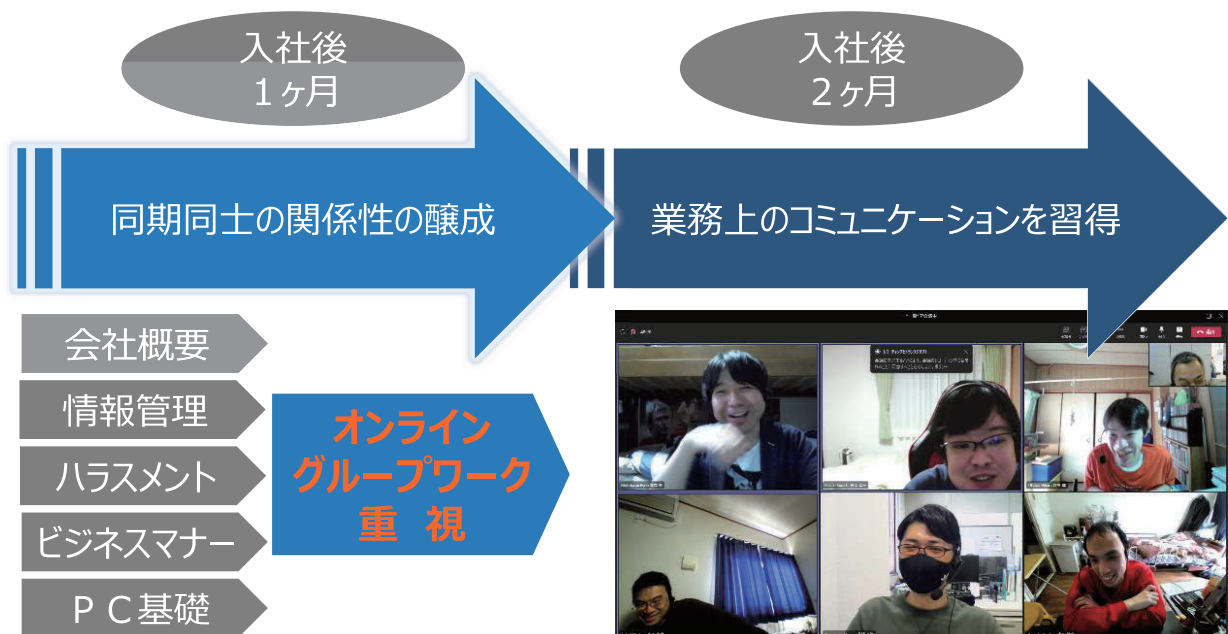 入社後
1ヶ月
入社後
2ヶ月
同期同士の関係性の醸成
業務上のコミュニケーションを習得
会社概要
情報管理
ハラスメント
ビジネスマナー
PC基礎
オンライン
グループワーク
重 視